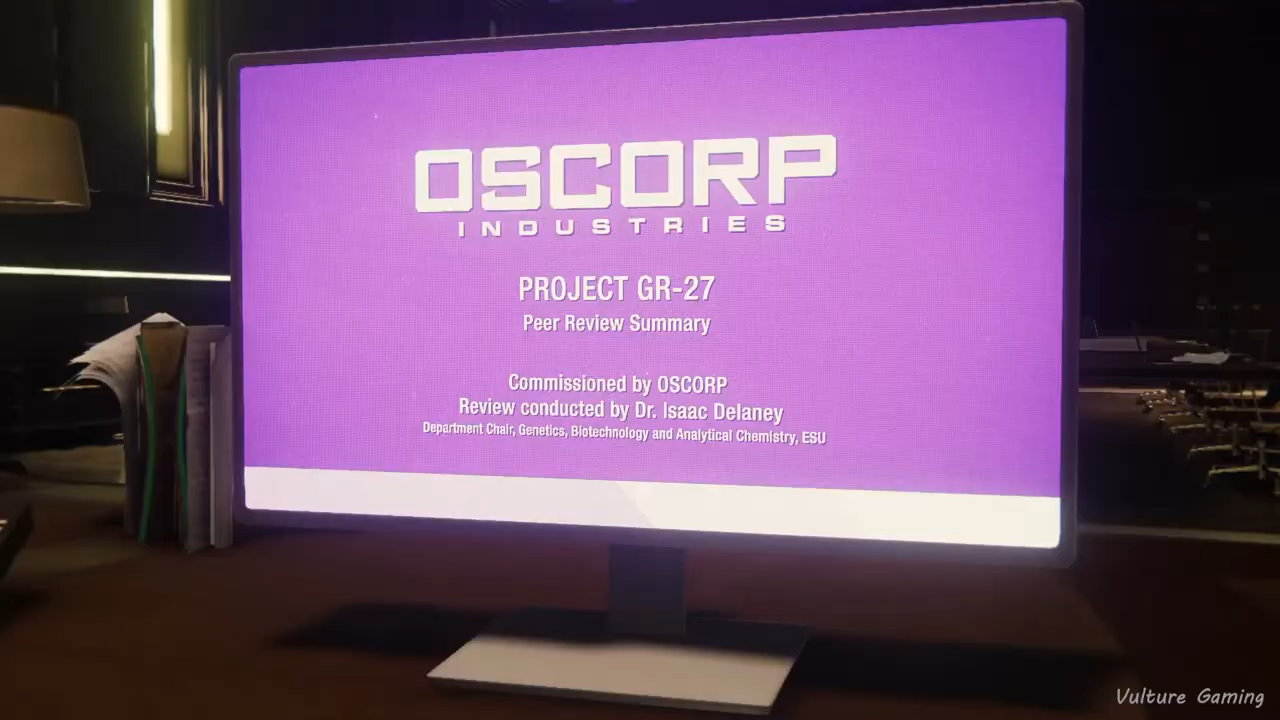 OSCORP
INDUSTRIES
PROJECT GR-27
Peer Review Summary
Commissioned by OSCORP
Review conducted by Dr. Isaac Delaney
Department Chair, Genetics, Biotechnology and Analytical Chemistry, ESU
Vulture Gaming